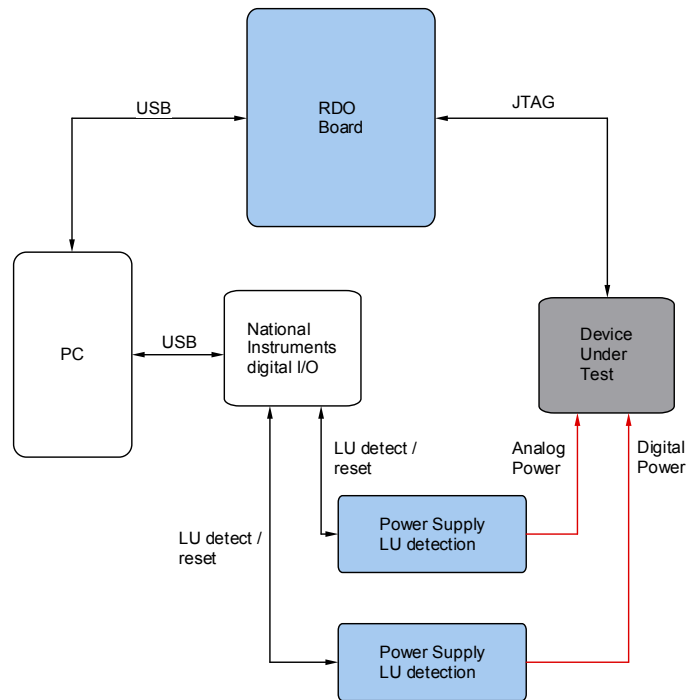 RDO
Board
USB
JTAG
PC
USB
National
Instruments
digital I/O
Device
Under
Test
LU detect /
reset
Analog
Power
Digital
Power
LU detect /
reset
Power Supply
LU detection
Power Supply
LU detection